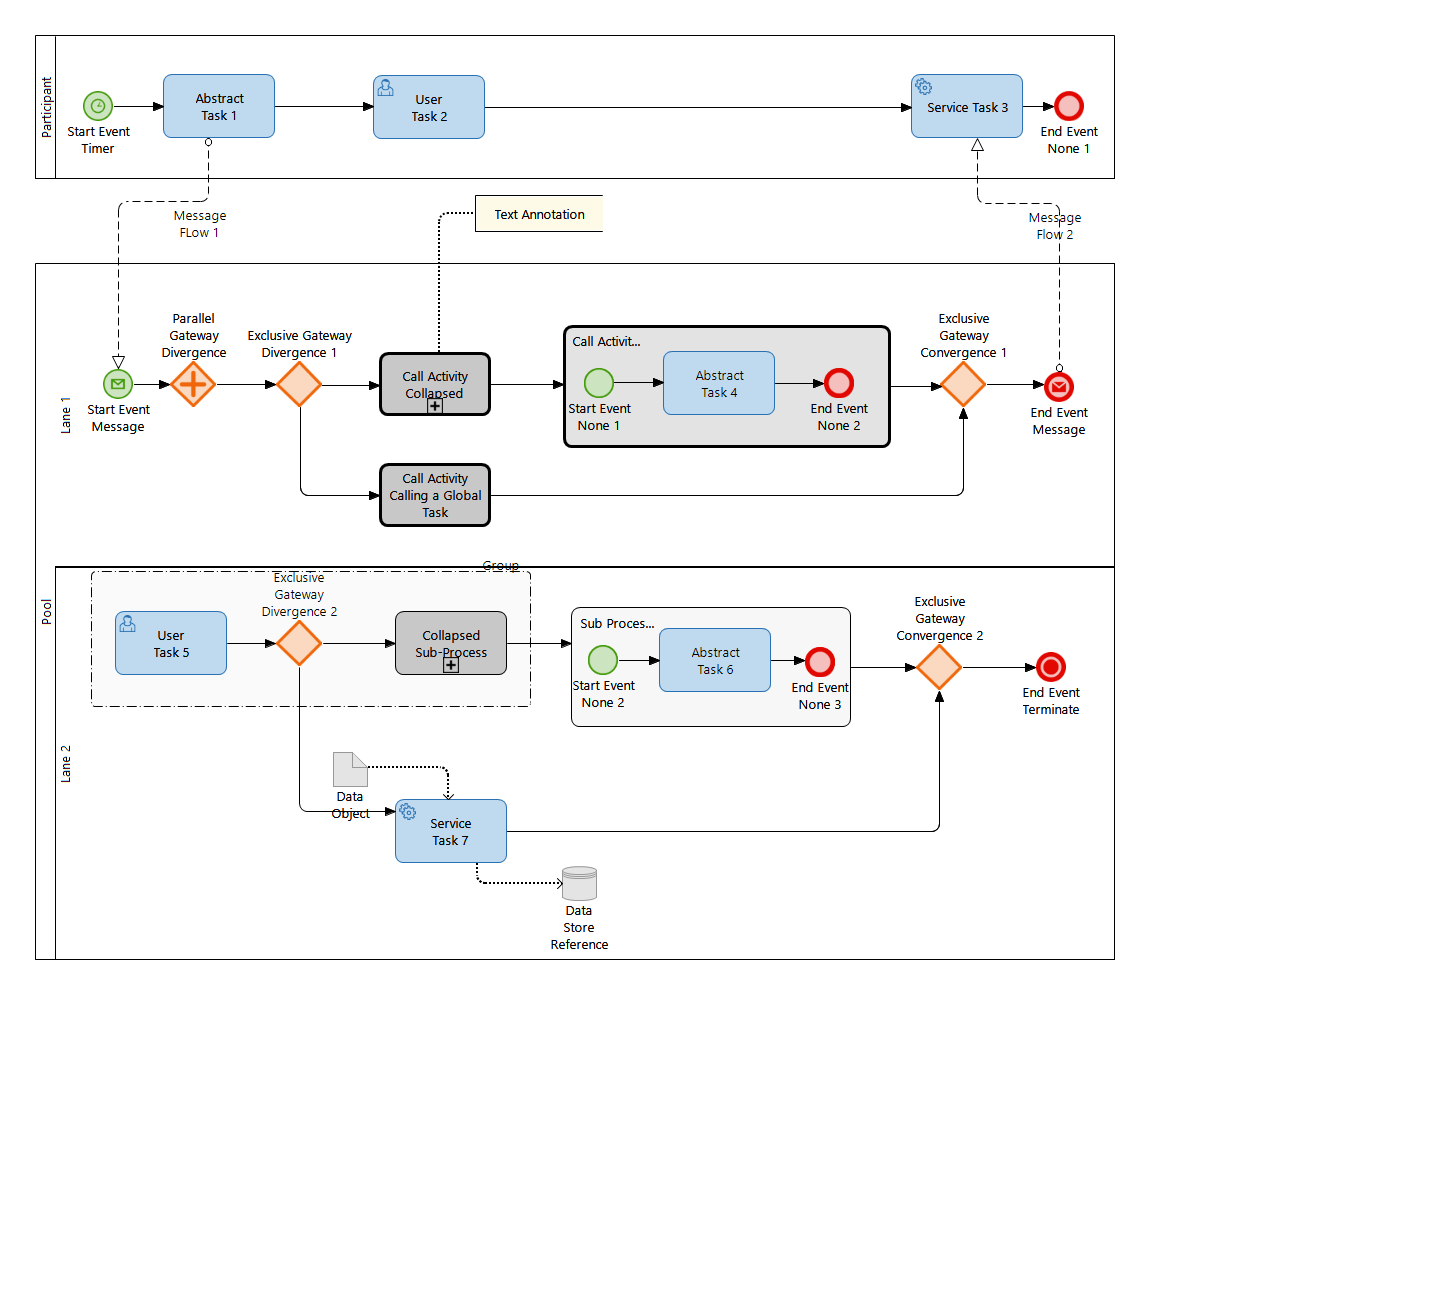 Participant
Start Event
Timer
Abstract
Task 1
User
Task 2
Service Task 3
End Event
None 1
Message
FLow 1
Text Annotation
Message
Flow 2
Pool
Lane 1
Start Event
Message
Parallel
Gateway
Divergence
Exclusive Gateway
Divergence 1
Call Activity
Collapsed
Call Activit...
Start Event
None 1
Abstract
Task 4
End Event
None 2
Exclusive
Gateway
Convergence 1
End Event
Message
Call Activity
Calling a Global
Task
Lane 2
Group
User
Task 5
Exclusive
Gateway
Divergence 2
Collapsed
Sub-Process
Sub Proces...
Start Event
None 2
Abstract
Task 6
End Event
None 3
Exclusive
Gateway
Convergence 2
End Event
Terminate
Data
Object
Service
Task 7
Data
Store
Reference